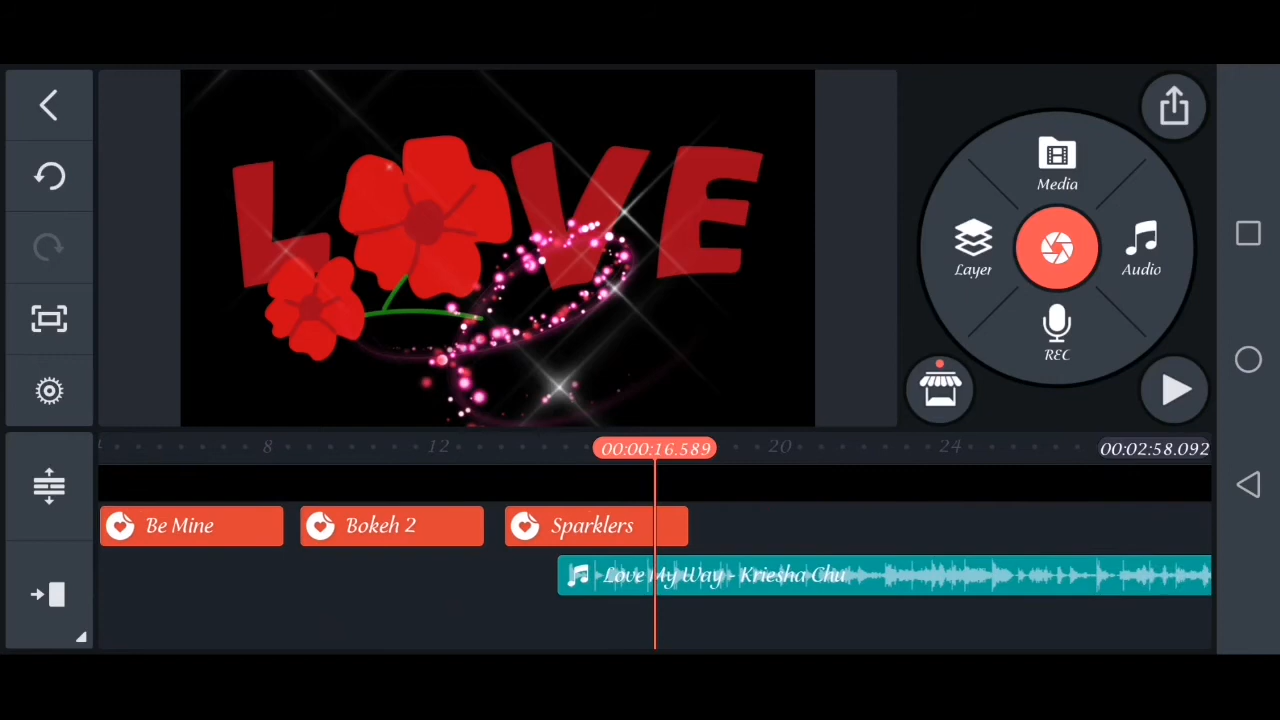 LOVE
Media
Layer
Audio
REC
8
12
00:00:16.589
20
24
00:02:58.092
Be Mine
Bokeh 2
Sparklers
Love My Way - Kriesha Chu